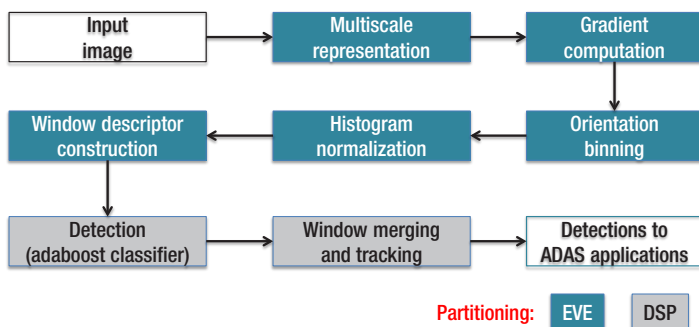 Input
image
Multiscale
representation
Gradient
computation
Window descriptor
construction
Histogram
normalization
Orientation
binning
Detection
(adaboost classifier)
Window merging
and tracking
Detections to
ADAS applications
Partitioning:
EVE
DSP